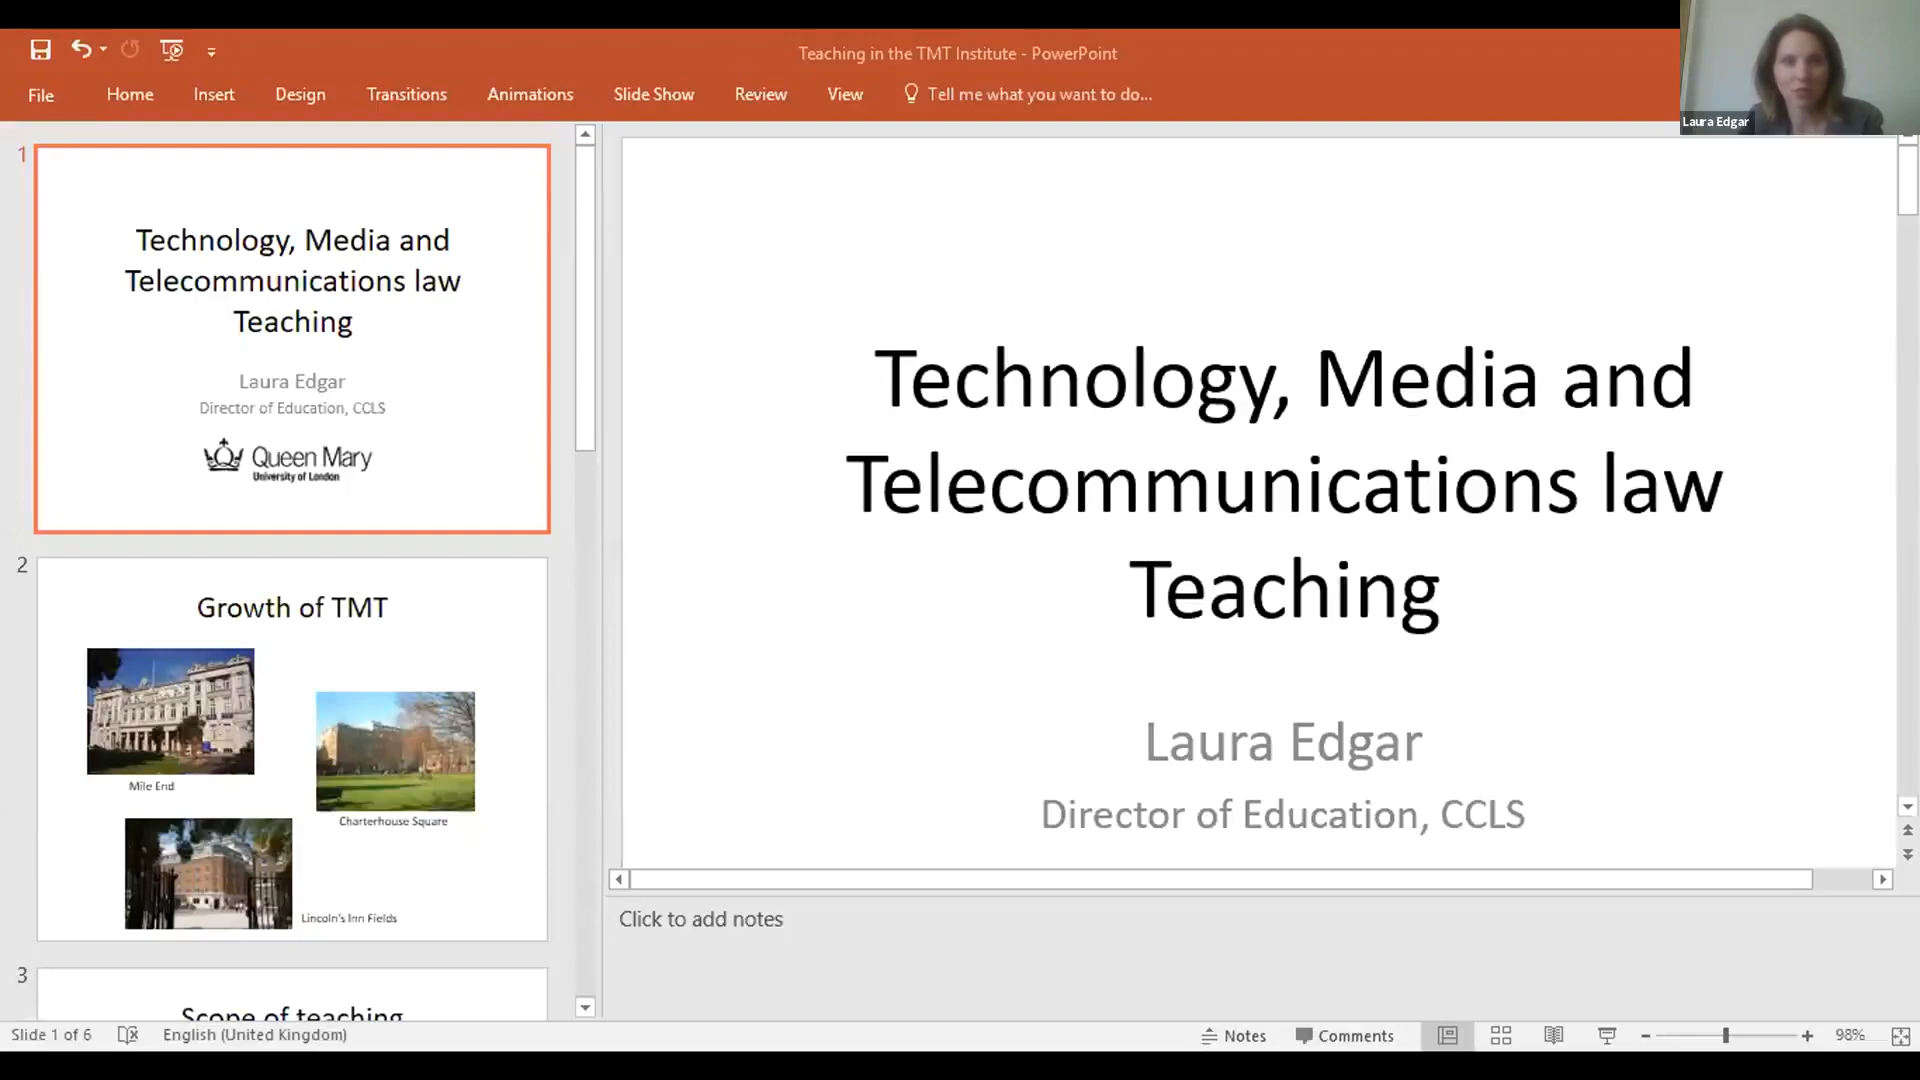 Teaching in the TMT Institute - PowerPoint
File Home Insert Design Transitions Animations Slide Show Review View Tell me what you want to do...
Laura Edgar
1
Technology, Media and
Telecommunications law
Teaching
Laura Edgar
Director of Education, CCLS
Queen Mary
University of London
2
Growth of TMT
Mile End
Charterhouse Square
Lincoln's Inn Fields
3
Scope of teaching
Technology, Media and
Telecommunications law
Teaching
Laura Edgar
Director of Education, CCLS
Click to add notes
Slide 1 of 6 English (United Kingdom) Notes Comments 98%